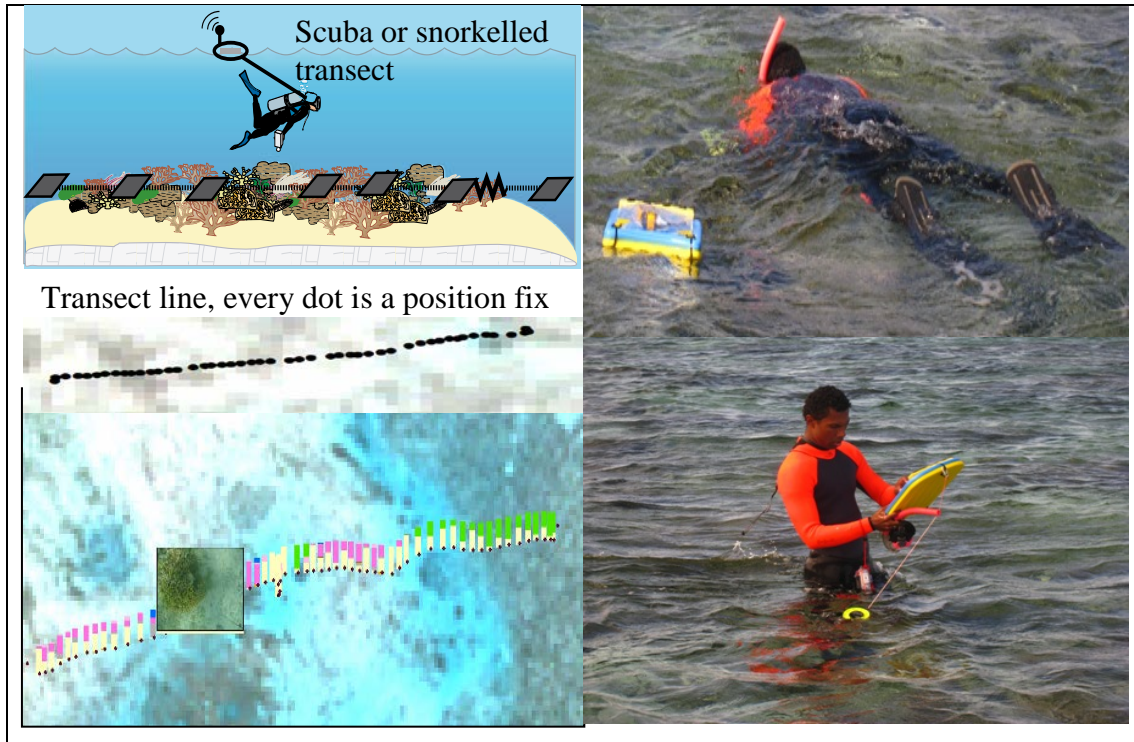 Scuba or snorkelled
transect
Transect line, every dot is a position fix